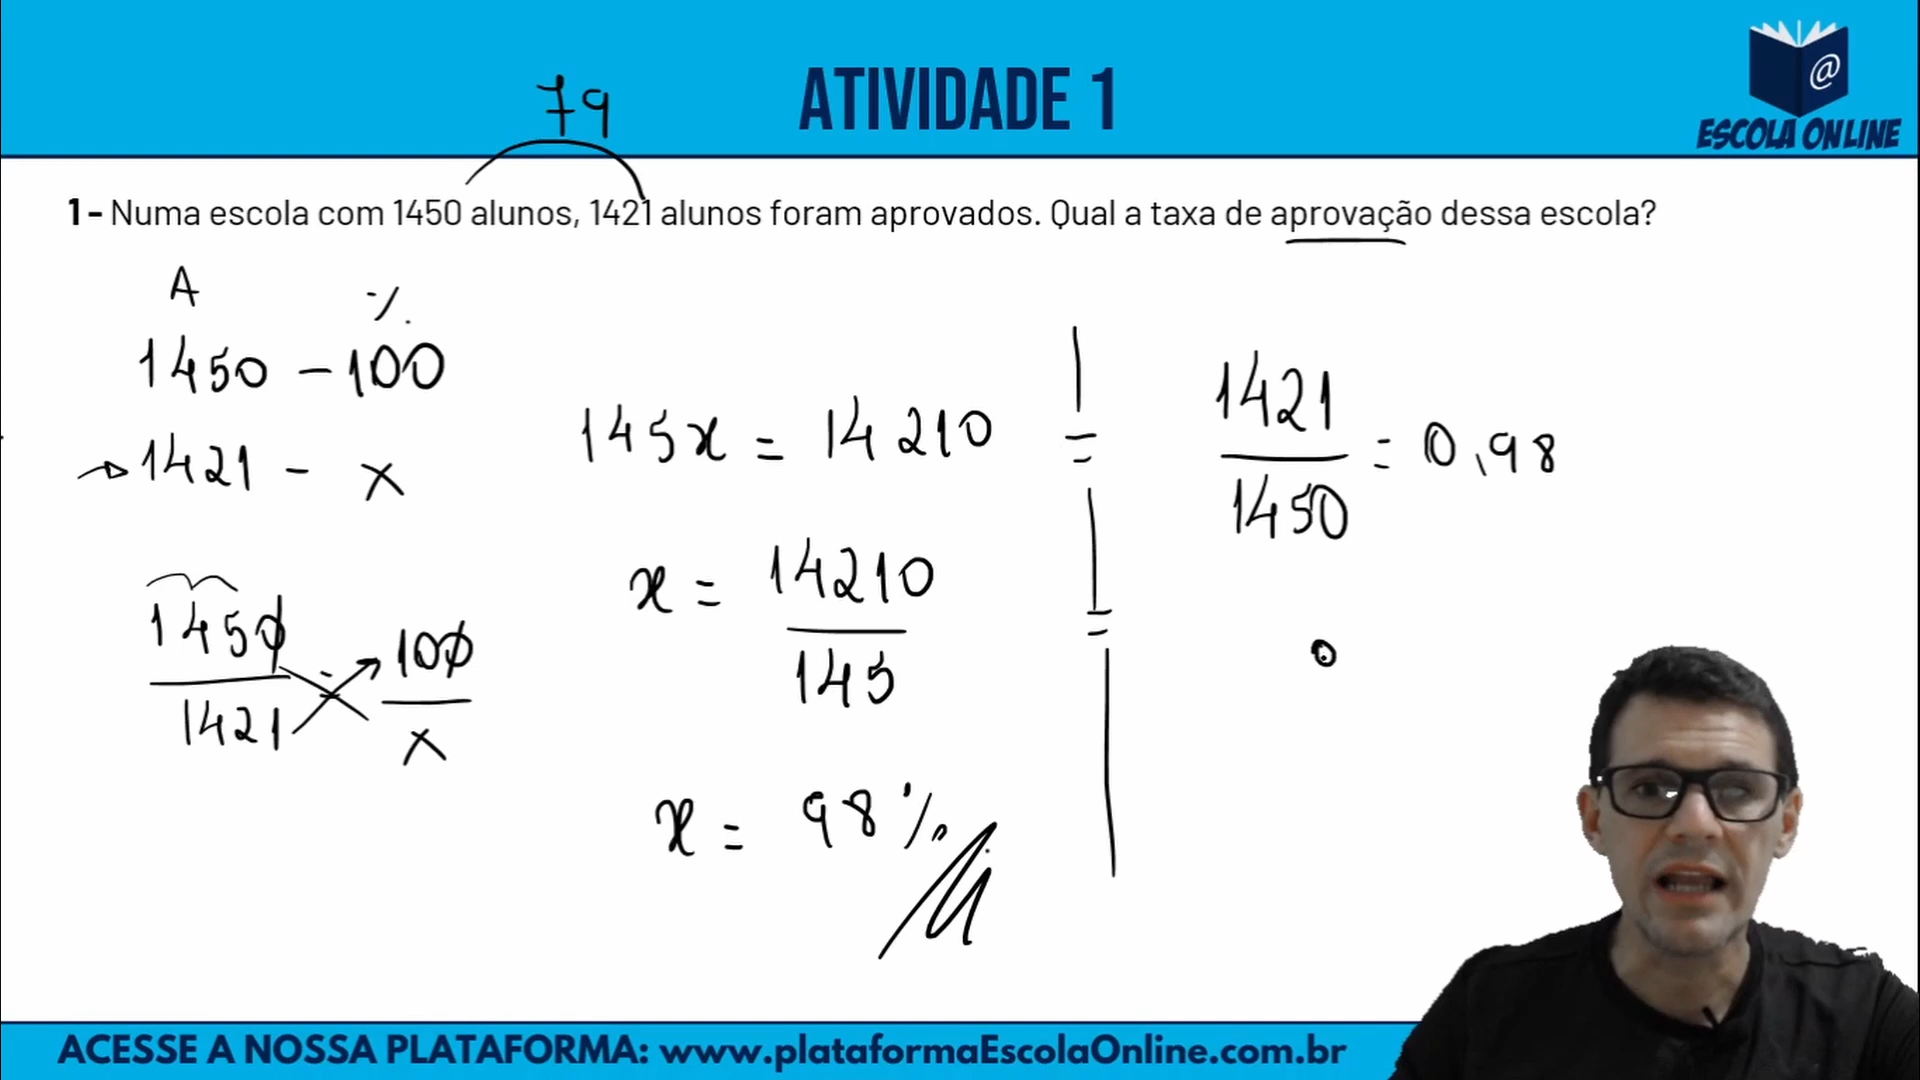 ATIVIDADE 1
@
ESCOLA ONLINE
79
1- Numa escola com 1450 alunos, 1421 alunos foram aprovados. Qual a taxa de aprovação dessa escola?
A %
1450 - 100
1421 - x
1450 / 1421 = 100 / x
145x = 14210
x = 14210 / 145
x = 98%
1421 / 1450 = 0,98
ACESSE A NOSSA PLATAFORMA: www.plataformaEscolaOnline.com.br